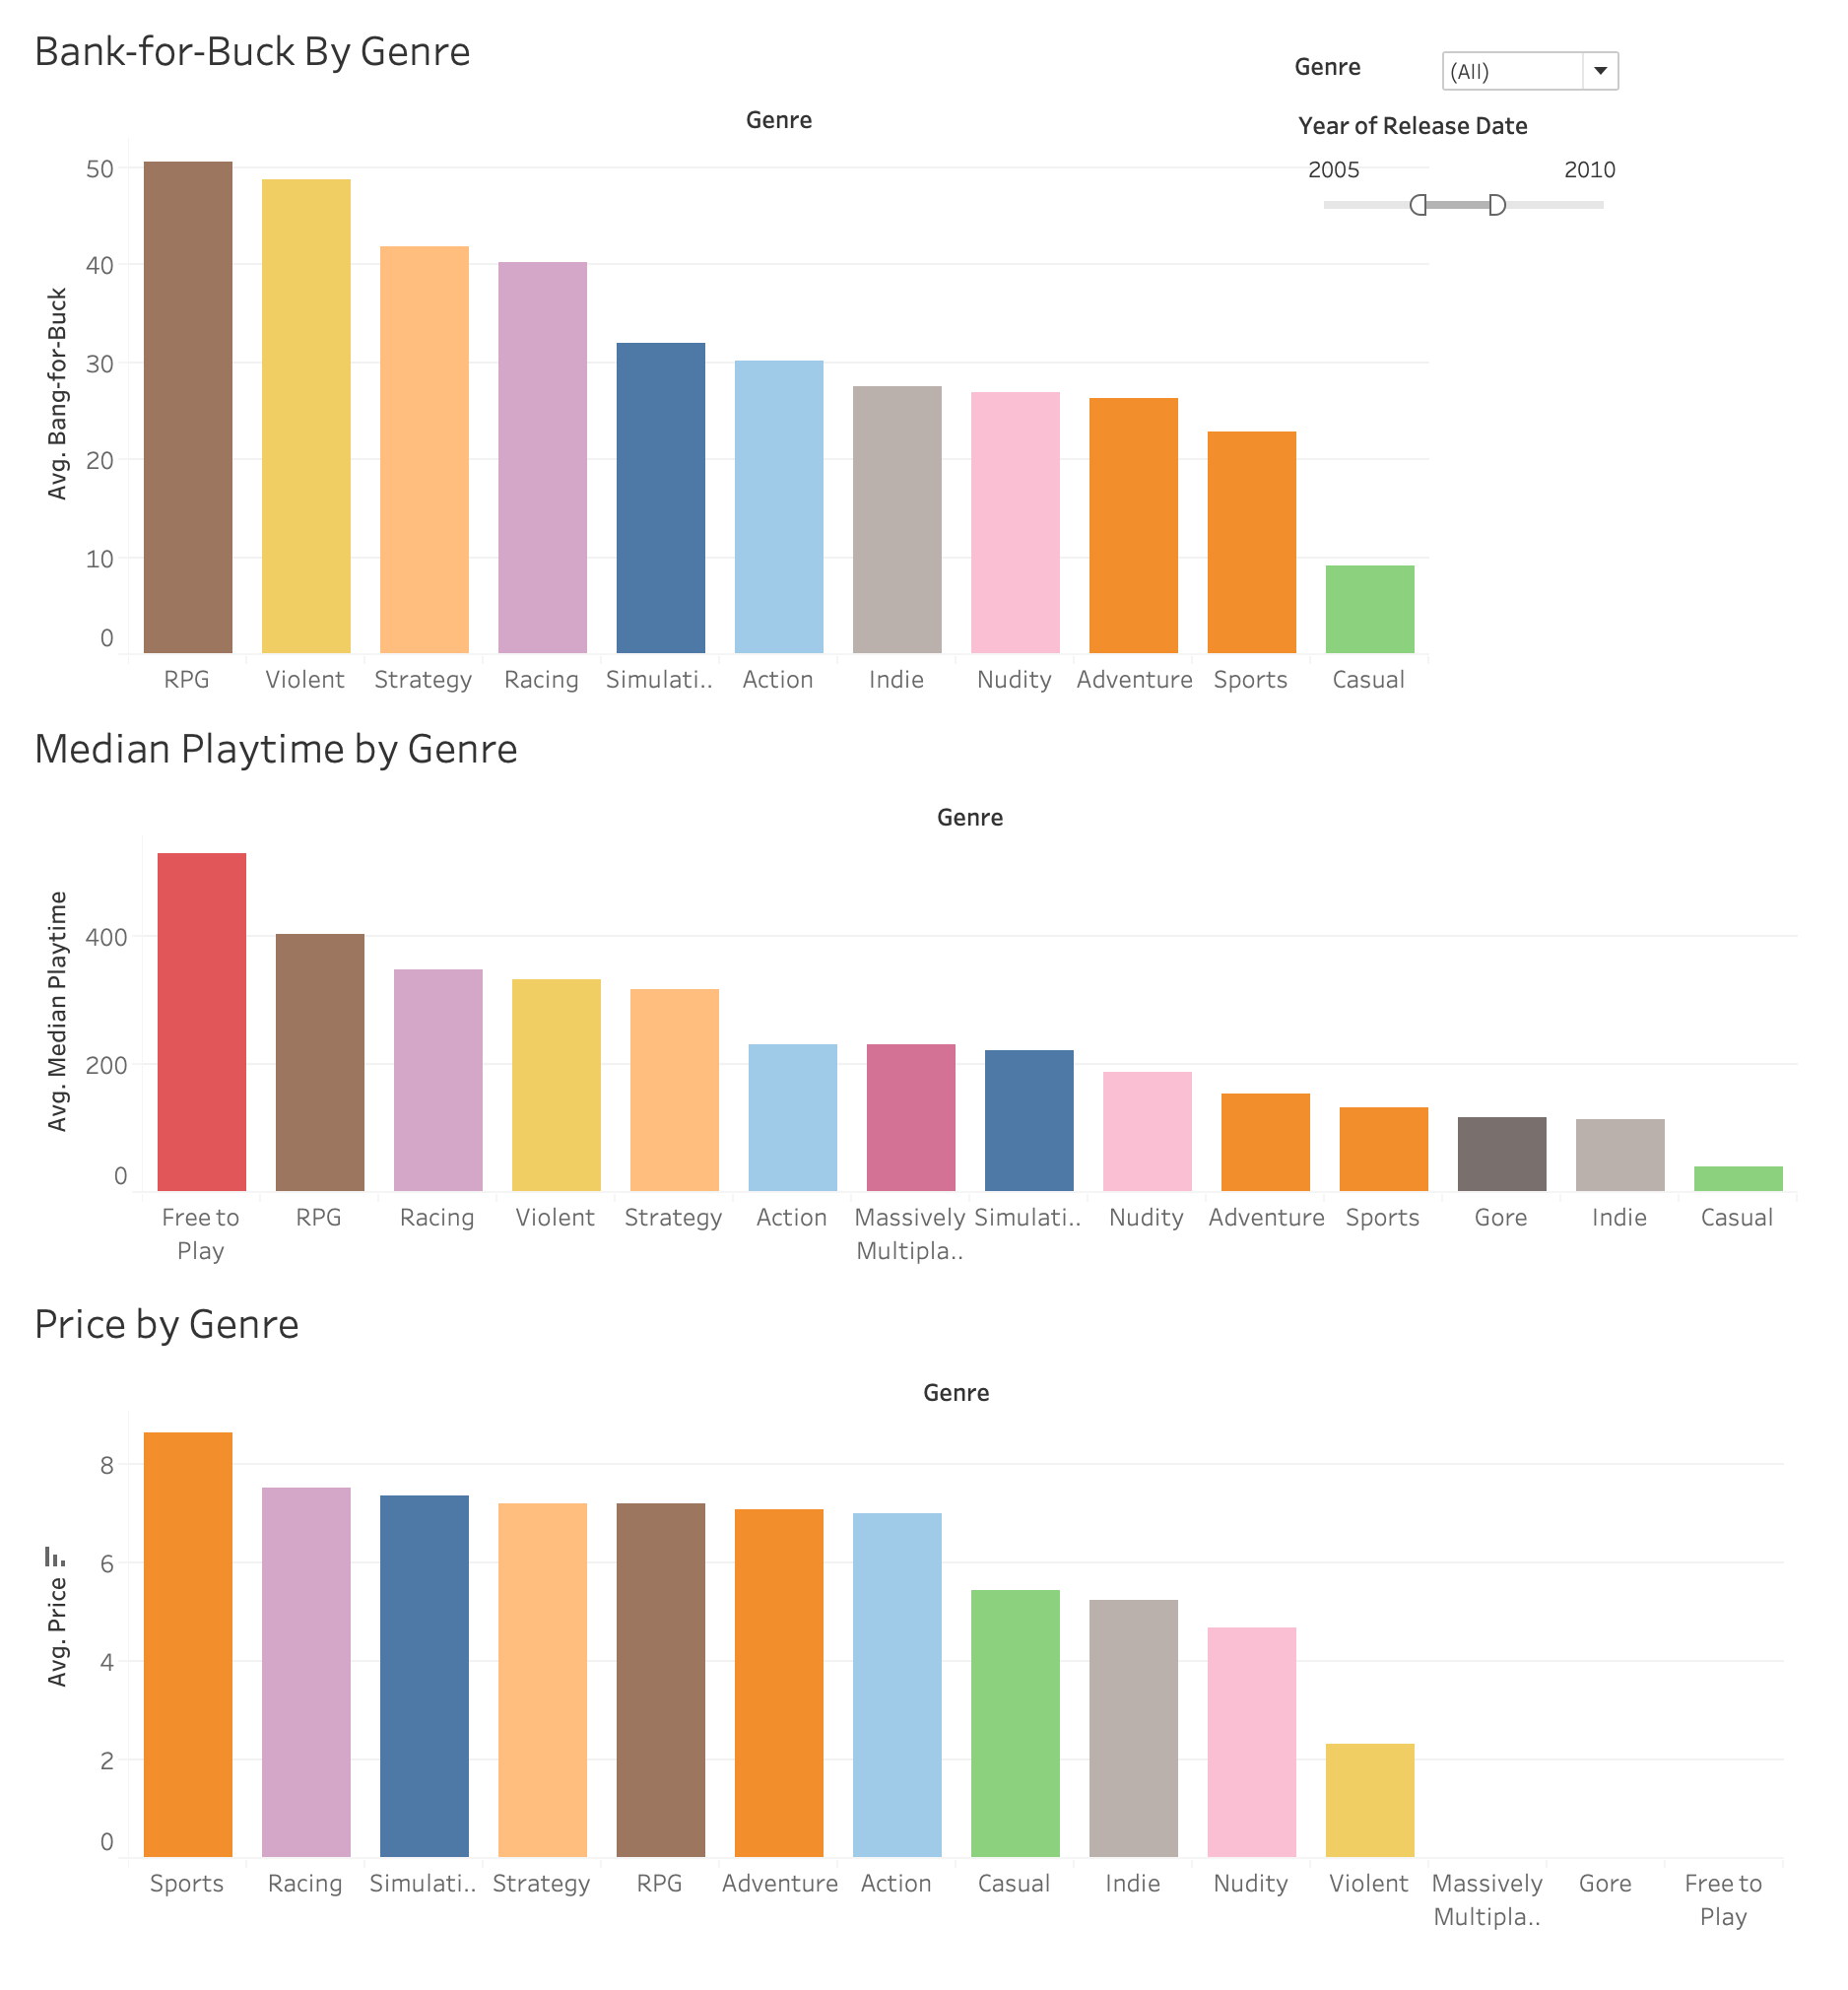 Bank-for-Buck By Genre
Genre
(All)
Year of Release Date
2005
2010
Genre
Avg. Bang-for-Buck
50
40
30
20
10
0
RPG
Violent
Strategy
Racing
Simulati..
Action
Indie
Nudity
Adventure
Sports
Casual
Median Playtime by Genre
Genre
Avg. Median Playtime
400
200
0
Free to
Play
RPG
Racing
Violent
Strategy
Action
Massively
Multipla..
Simulati..
Nudity
Adventure
Sports
Gore
Indie
Casual
Price by Genre
Genre
Avg. Price
8
6
4
2
0
Sports
Racing
Simulati..
Strategy
RPG
Adventure
Action
Casual
Indie
Nudity
Violent
Massively
Multipla..
Gore
Free to
Play